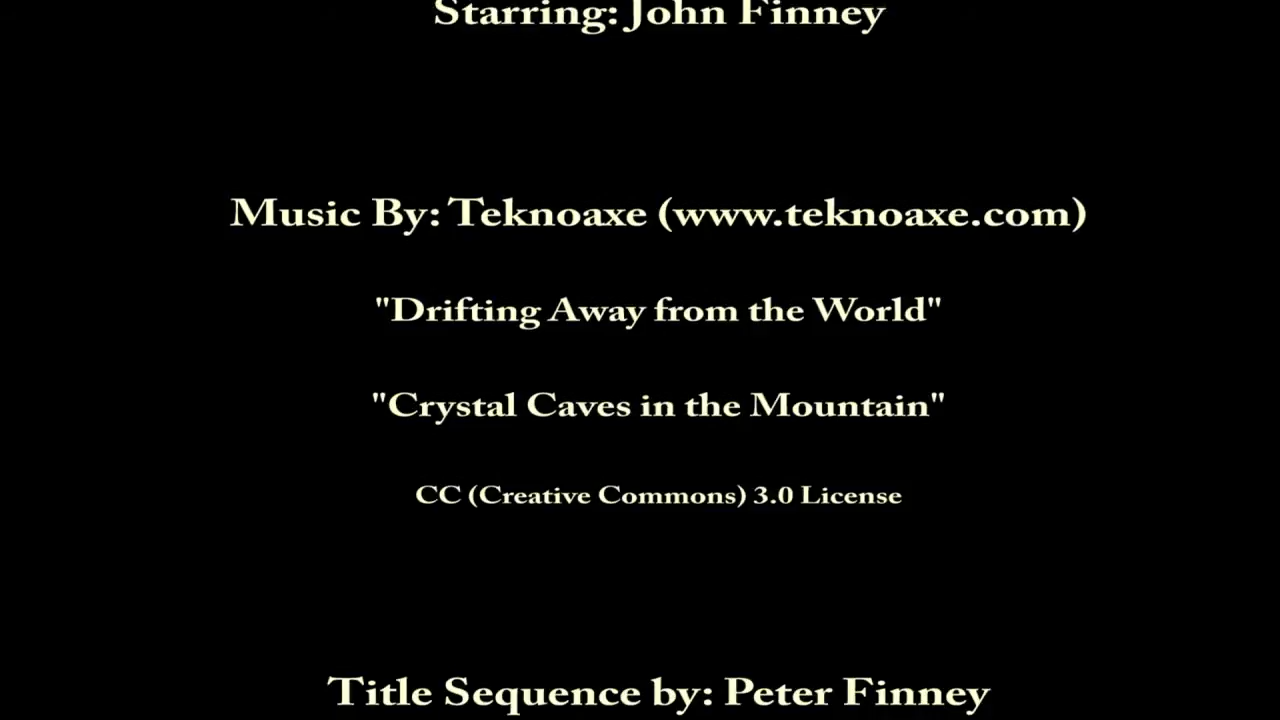 Starring: John Finney
Music By: Teknoaxe (www.teknoaxe.com)
"Drifting Away from the World"
"Crystal Caves in the Mountain"
CC (Creative Commons) 3.0 License
Title Sequence by: Peter Finney